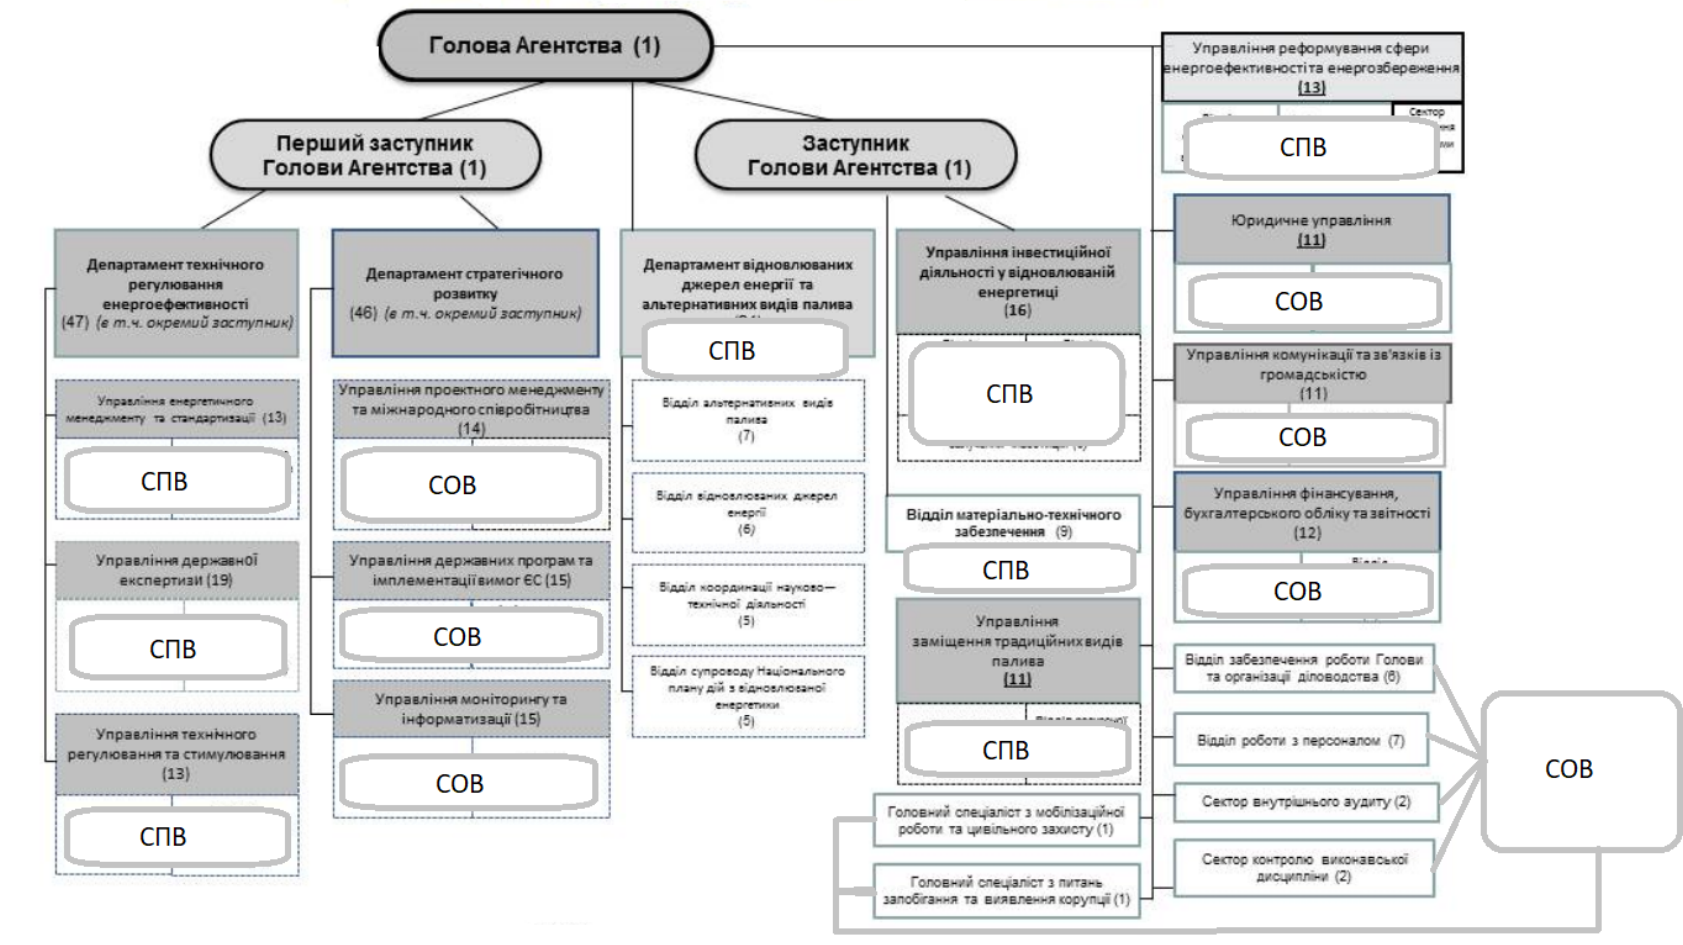 Голова Агентства (1)
Перший заступник
Голови Агентства (1)
Заступник
Голови Агентства (1)
Департамент технічного
регулювання
енергоефективності
(47) (в т.ч. окремий заступник)
Управління енергетичного
менеджменту та стандартизації (13)
СПВ
Управління державної
експертизи (19)
СПВ
Управління технічного
регулювання та стимулювання
(13)
СПВ
Департамент стратегічного
розвитку
(46) (в т.ч. окремий заступник)
Управління проектного менеджменту
та міжнародного співробітництва
(14)
СОВ
Управління державних програм та
імплементації вимог ЄС (15)
СОВ
Управління моніторингу та
інформатизації (15)
СОВ
Департамент відновлюваних
джерел енергії та
альтернативних видів палива
СПВ
Відділ альтернативних видів
палива
(7)
Відділ відновлюваних джерел
енергії
(6)
Відділ координації науково—
технічної діяльності
(5)
Відділ супроводу Національного
плану дій з відновлюваної
енергетики
(5)
Управління інвестиційної
діяльності у відновлюваній
енергетиці
(16)
СПВ
Відділ матеріально-технічного
забезпечення (9)
СПВ
Управління
заміщення традиційних видів
палива
(11)
СПВ
Головний спеціаліст з мобілізаційної
роботи та цивільного захисту (1)
Головний спеціаліст з питань
запобігання та виявлення корупції (1)
Управління реформування сфери
енергоефективності та енергозбереження
(13)
Сектор
СПВ
Юридичне управління
(11)
СОВ
Управління комунікації та зв'язків із
громадськістю
(11)
СОВ
Управління фінансування,
бухгалтерського обліку та звітності
(12)
СОВ
Відділ забезпечення роботи Голови
та організації діловодства (6)
Відділ роботи з персоналом (7)
Сектор внутрішнього аудиту (2)
Сектор контролю виконавської
дисципліни (2)
СОВ